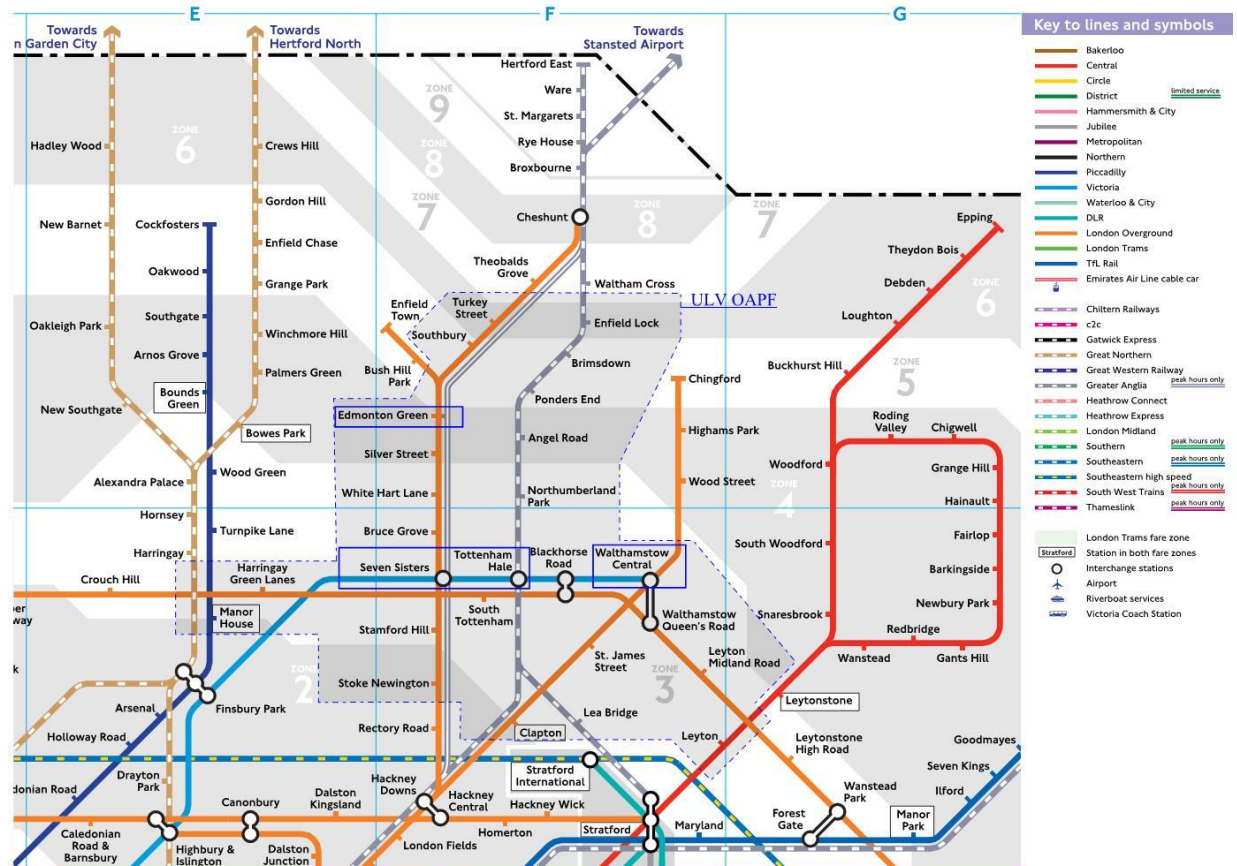 E
F
G
Towards
n Garden City
Towards
Hertford North
Towards
Stansted Airport
Hertford East
Ware
St. Margarets
Rye House
Broxbourne
ZONE
9
ZONE
8
ZONE
7
ZONE
6
ZONE
8
ZONE
7
Hadley Wood
Crews Hill
Gordon Hill
New Barnet
Cockfosters
Enfield Chase
Cheshunt
Epping
Theydon Bois
Oakwood
Grange Park
Theobalds
Grove
Waltham Cross
Debden
ZONE
6
Enfield
Town
Turkey
Street
ULV OAPF
Southgate
Oakleigh Park
Winchmore Hill
Southbury
Enfield Lock
Loughton
Arnos Grove
Palmers Green
Bush Hill
Park
Brimsdown
Buckhurst Hill
ZONE
5
Bounds
Green
Chingford
New Southgate
Ponders End
Bowes Park
Edmonton Green
Angel Road
Highams Park
Roding
Valley
Chigwell
Silver Street
Woodford
Grange Hill
Alexandra Palace
Wood Green
Wood Street
White Hart Lane
Northumberland
Park
ZONE
4
Hainault
Hornsey
Turnpike Lane
Bruce Grove
South Woodford
Fairlop
Harringay
Crouch Hill
Harringay
Green Lanes
Seven Sisters
Tottenham
Hale
Blackhorse
Road
Walthamstow
Central
Barkingside
per
way
Manor
House
South
Tottenham
Walthamstow
Queen's Road
Snaresbrook
Newbury Park
Stamford Hill
Redbridge
Wanstead
Gants Hill
St. James
Street
Leyton
Midland Road
k
ZONE
2
Stoke Newington
ZONE
3
Arsenal
Finsbury Park
Lea Bridge
Leytonstone
Holloway Road
Rectory Road
Clapton
Leyton
Leytonstone
High Road
Goodmayes
Drayton
Park
Stratford
International
Seven Kings
donian Road
Hackney
Downs
Ilford
Canonbury
Dalston
Kingsland
Hackney
Central
Hackney Wick
Wanstead
Park
Forest
Gate
Manor
Park
Caledonian
Road &
Barnsbury
Highbury &
Islington
Dalston
Junction
London Fields
Homerton
Stratford
Maryland
Key to lines and symbols
Bakerloo
Central
Circle
District
limited service
Hammersmith & City
Jubilee
Metropolitan
Northern
Piccadilly
Victoria
Waterloo & City
DLR
London Overground
London Trams
TfL Rail
Emirates Air Line cable car
Chiltern Railways
c2c
Gatwick Express
Great Northern
Great Western Railway
Greater Anglia
peak hours only
Heathrow Connect
Heathrow Express
London Midland
Southern
peak hours only
Southeastern
peak hours only
Southeastern high speed
South West Trains
peak hours only
Thameslink
peak hours only
London Trams fare zone
Stratford
Station in both fare zones
Interchange stations
Airport
Riverboat services
Victoria Coach Station